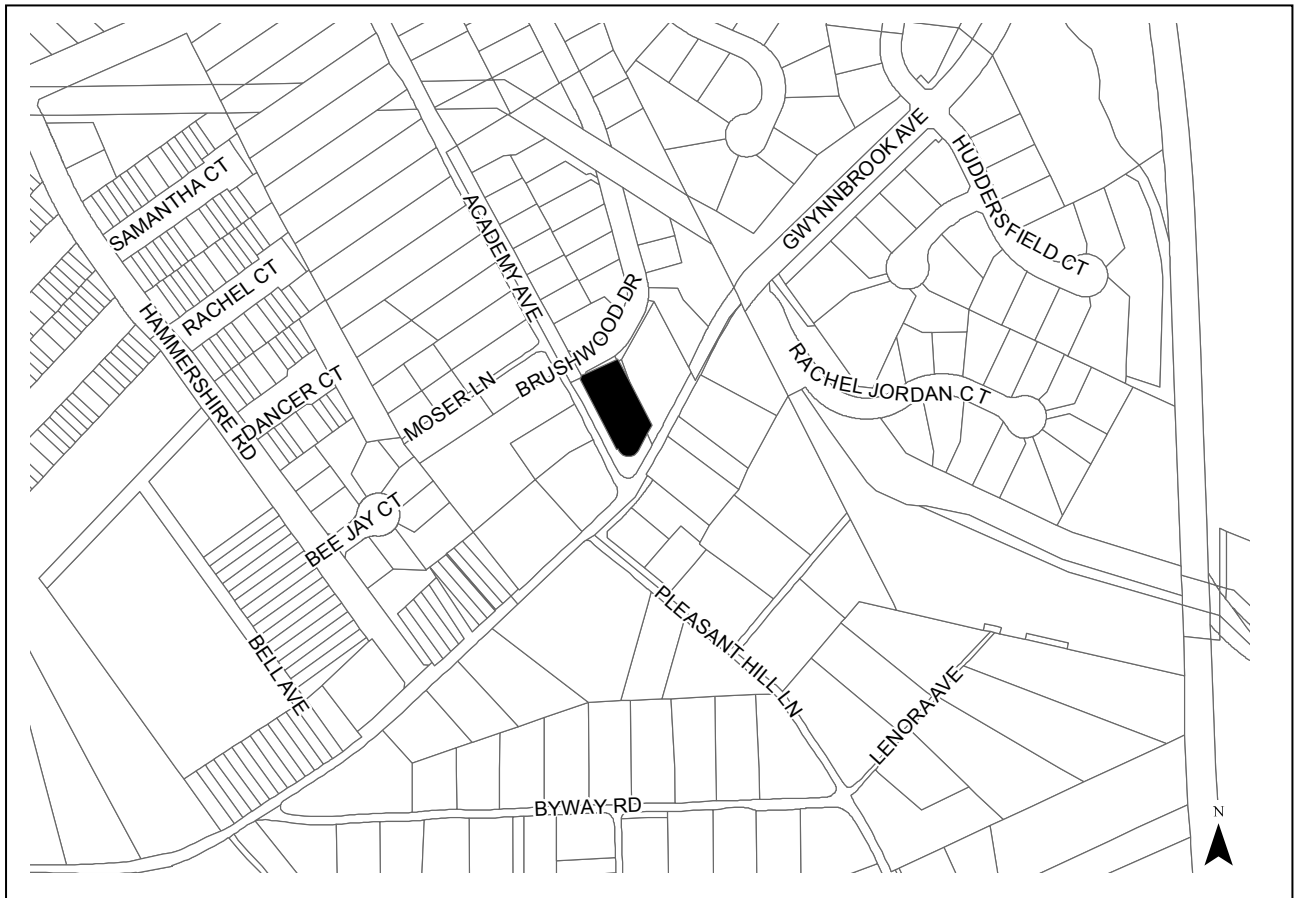 GWYNNBROOK AVE
HUDDERSFIELD CT
SAMANTHA CT
ACADEMY AVE
RACHEL CT
BRUSHWOOD DR
HAMMERSHIRE RD
RACHEL JORDAN CT
DANCER CT
MOSER LN
BEE JAY CT
PLEASANT HILL LN
BELL AVE
LENORA AVE
BYWAY RD
N